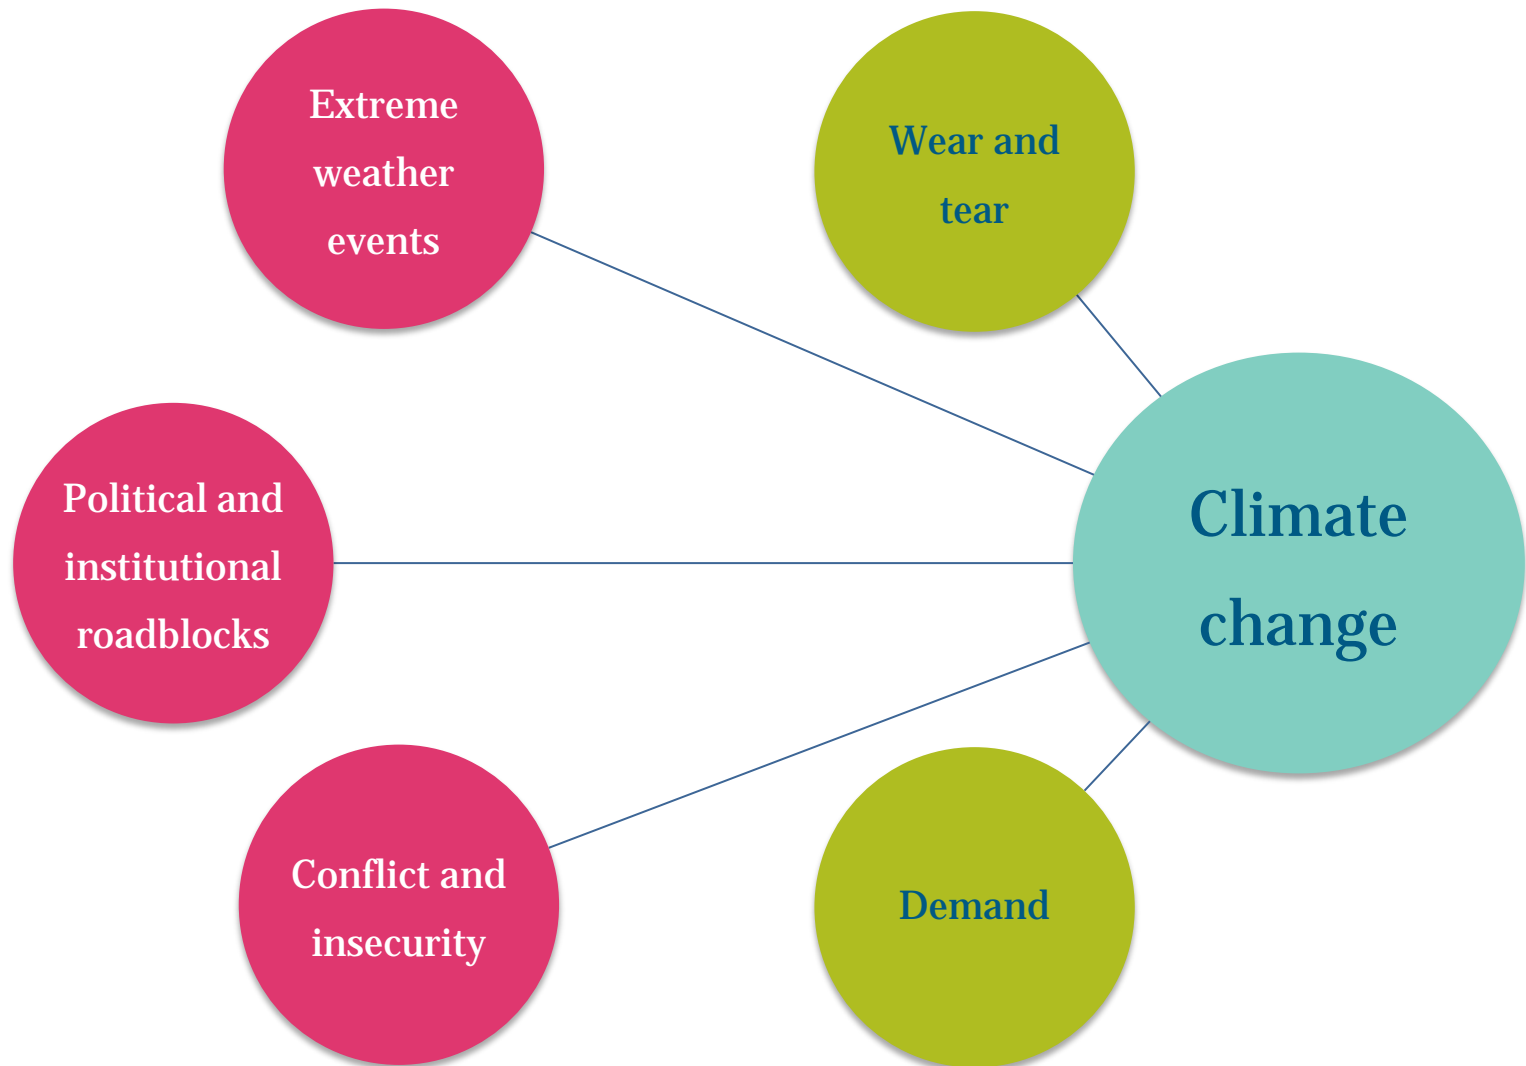 Extreme
weather
events
Wear and
tear
Political and
institutional
roadblocks
Climate
change
Conflict and
insecurity
Demand